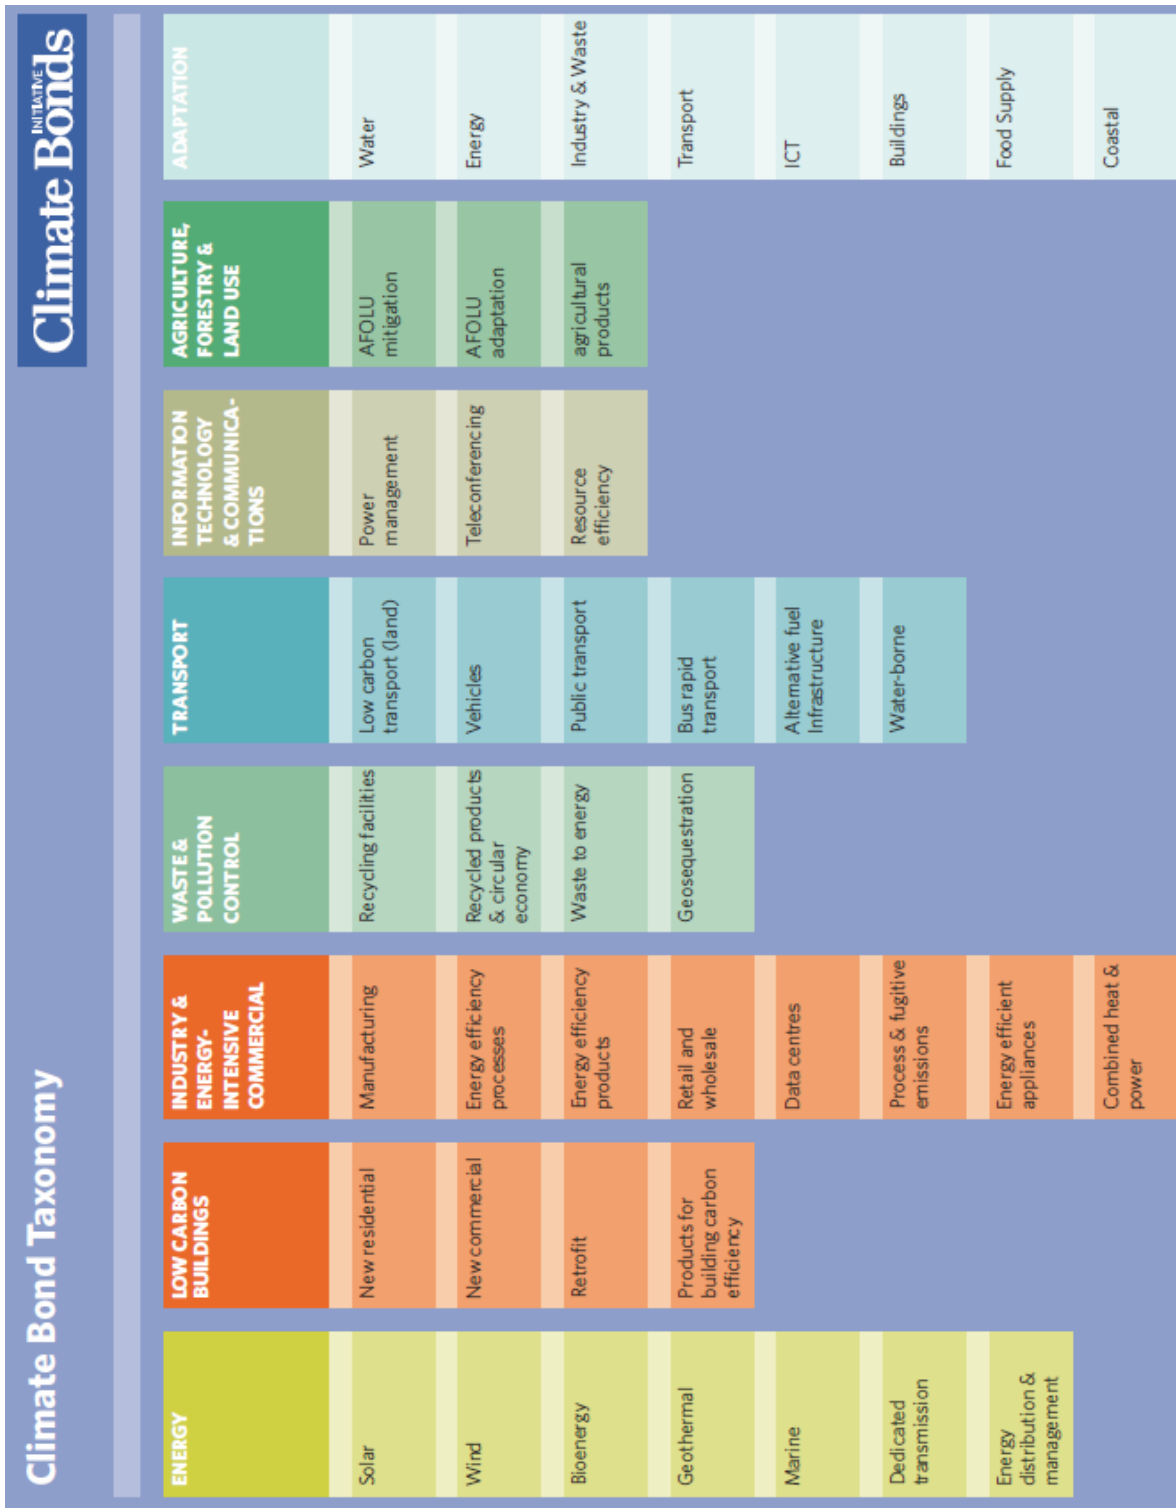 Climate Bond Taxonomy
Climate Bonds
INITIATIVE
ENERGY
Solar
Wind
Bioenergy
Geothermal
Marine
Dedicated
transmission
Energy
distribution &
management
LOW CARBON
BUILDINGS
New residential
New commercial
Retrofit
Products for
building carbon
efficiency
INDUSTRY &
ENERGY-
INTENSIVE
COMMERCIAL
Manufacturing
Energy efficiency
processes
Energy efficiency
products
Retail and
wholesale
Data centres
Process & fugitive
emissions
Energy efficient
appliances
Combined heat &
power
WASTE &
POLLUTION
CONTROL
Recycling facilities
Recycled products
& circular
economy
Waste to energy
Geosequestration
TRANSPORT
Low carbon
transport (land)
Vehicles
Public transport
Bus rapid
transport
Alternative fuel
Infrastructure
Water-borne
INFORMATION
TECHNOLOGY
& COMMUNICA-
TIONS
Power
management
Teleconferencing
Resource
efficiency
AGRICULTURE,
FORESTRY &
LAND USE
AFOLU
mitigation
AFOLU
adaptation
agricultural
products
ADAPTATION
Water
Energy
Industry & Waste
Transport
ICT
Buildings
Food Supply
Coastal